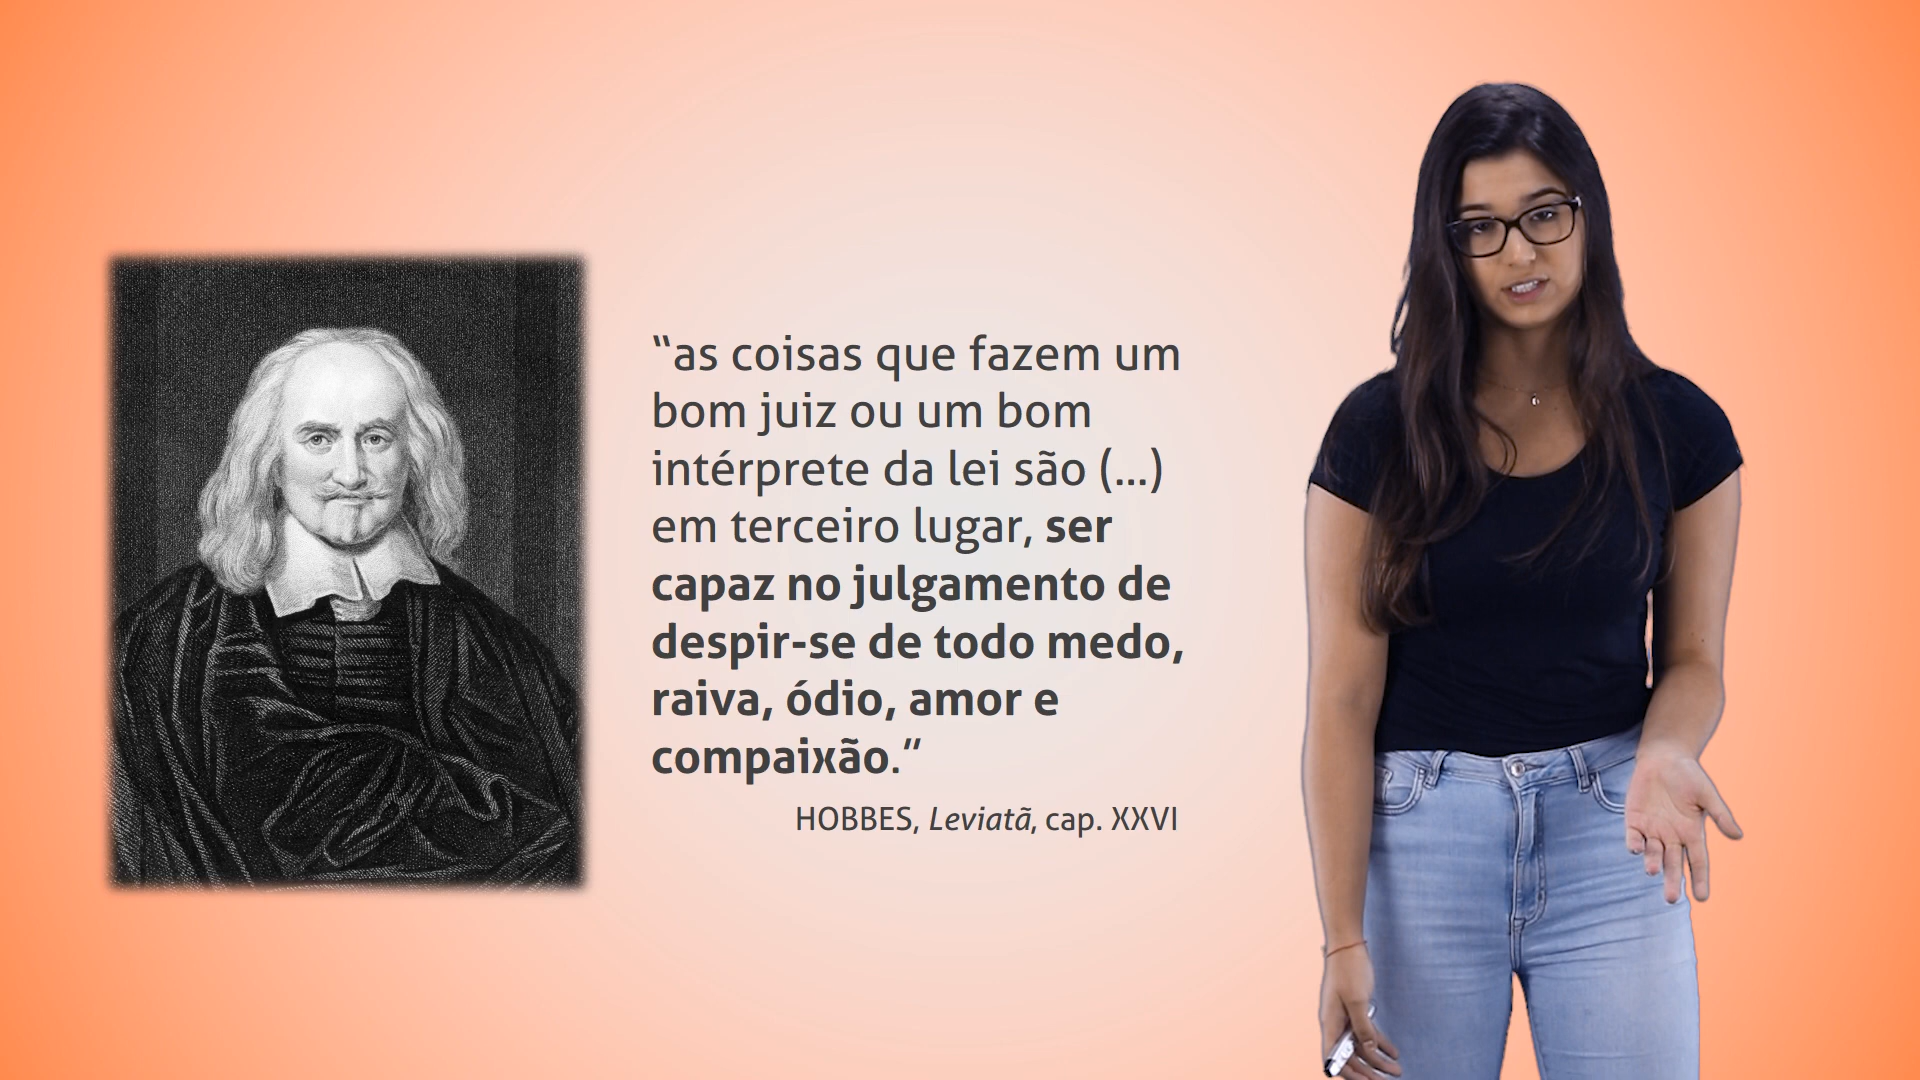 “as coisas que fazem um
bom juiz ou um bom
intérprete da lei são (...)
em terceiro lugar, ser
capaz no julgamento de
despir-se de todo medo,
raiva, ódio, amor e
compaixão.”
HOBBES, Leviatã, cap. XXVI